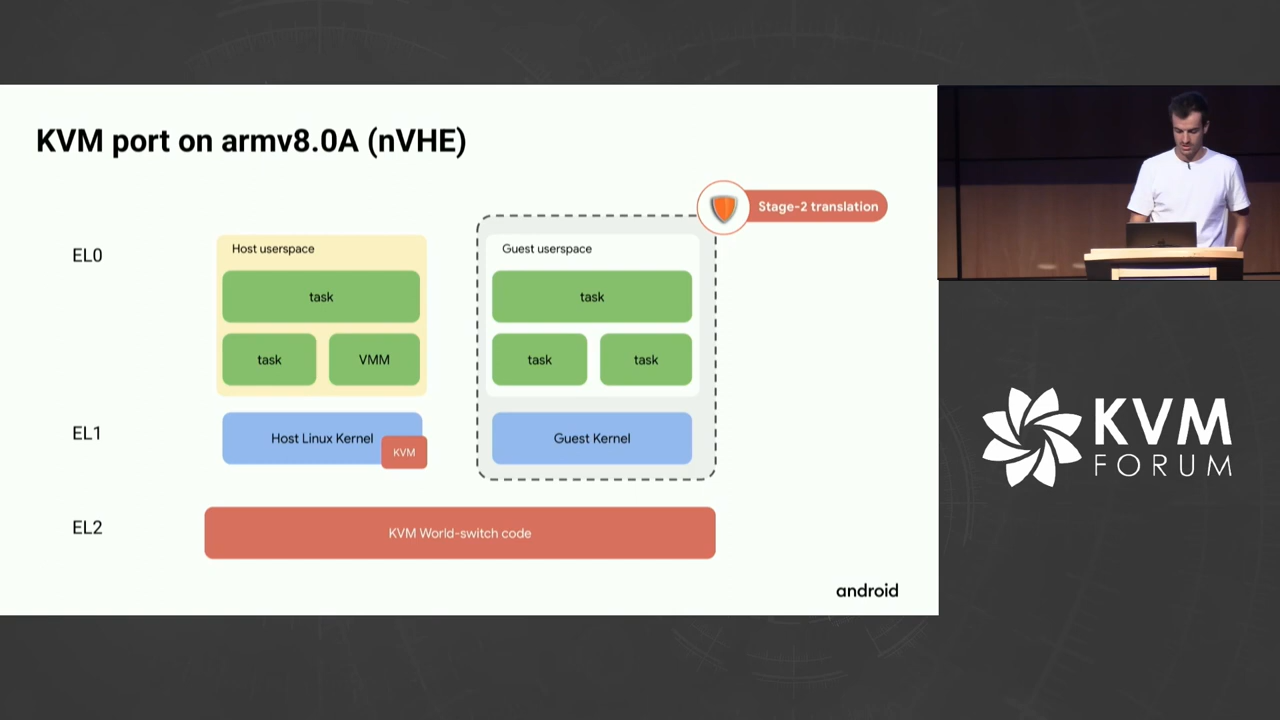 KVM port on armv8.0A (nVHE)
Stage-2 translation
EL0
Host userspace
task
task
VMM
Guest userspace
task
task
task
EL1
Host Linux Kernel
KVM
Guest Kernel
EL2
KVM World-switch code
android
KVM
FORUM